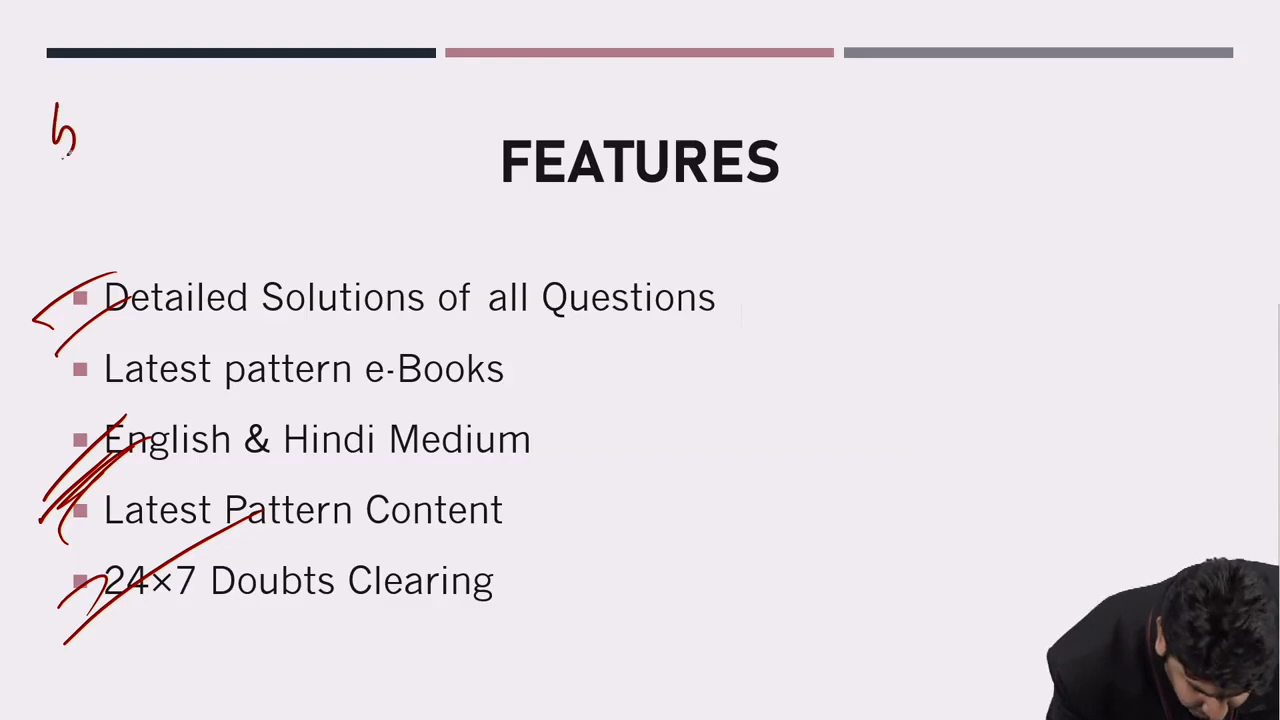 FEATURES
Detailed Solutions of all Questions
Latest pattern e-Books
English & Hindi Medium
Latest Pattern Content
24×7 Doubts Clearing